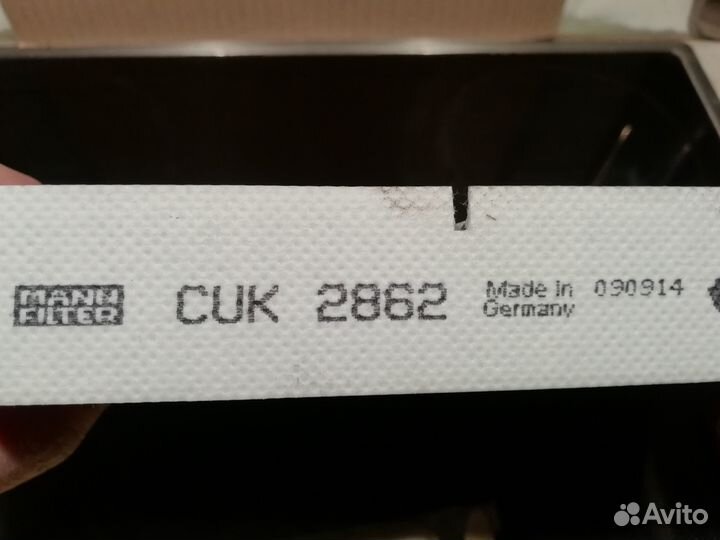 MANN
FILTER
CUK 2862
Made in
Germany
090914
Avito